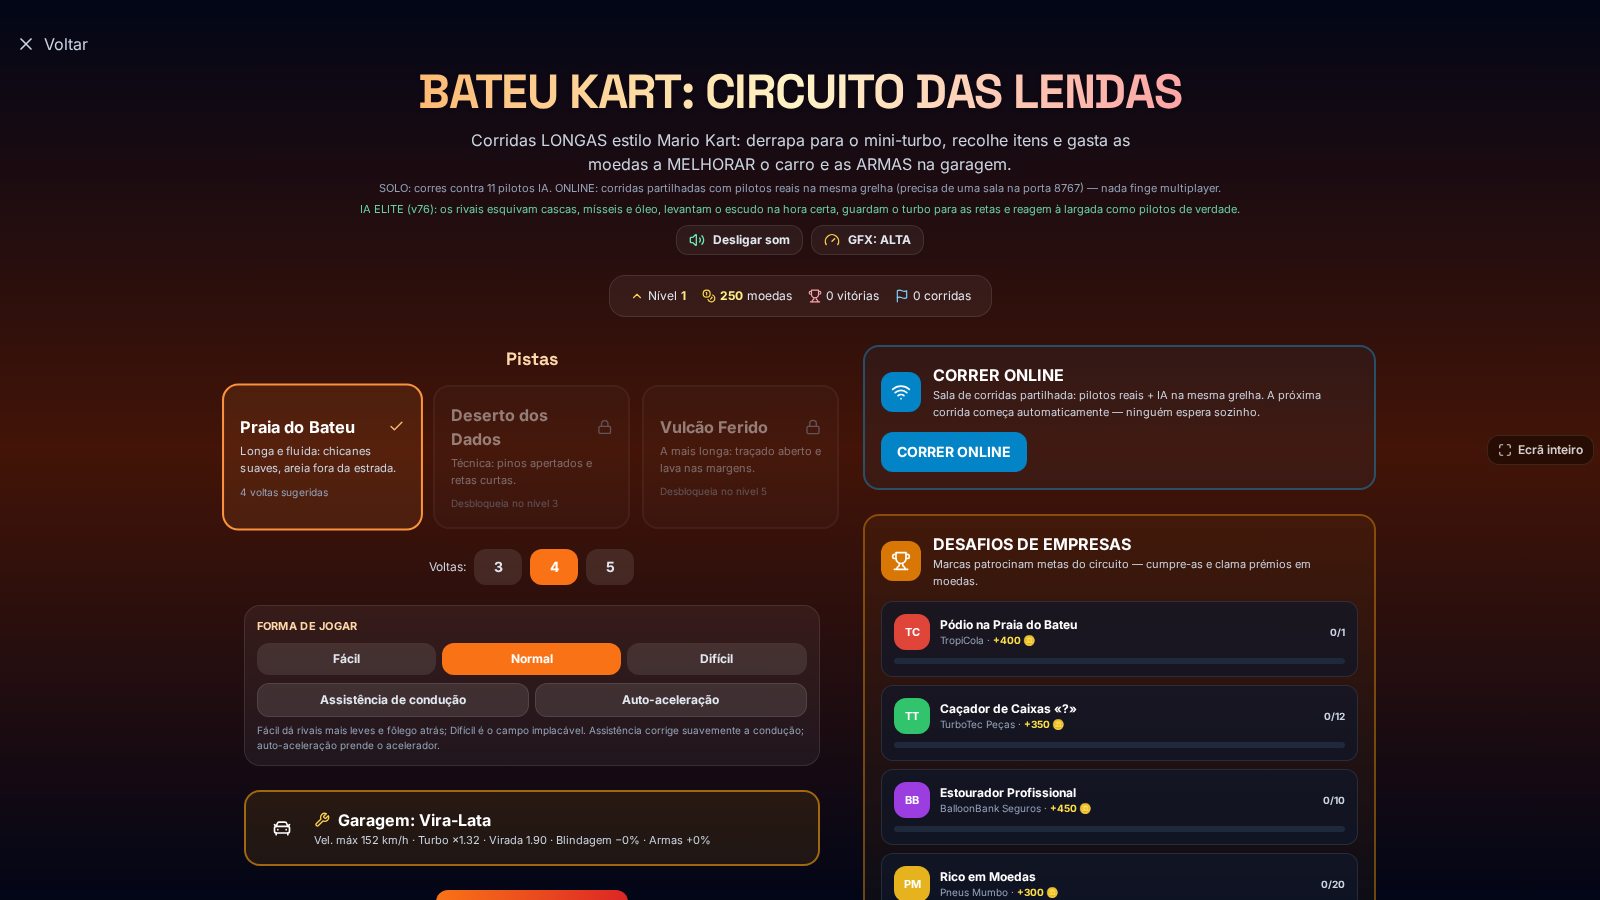 Voltar
BATEU KART: CIRCUITO DAS LENDAS
Corridas LONGAS estilo Mario Kart: derrapa para o mini-turbo, recolhe itens e gasta as
moedas a MELHORAR o carro e as ARMAS na garagem.
SOLO: corres contra 11 pilotos IA. ONLINE: corridas partilhadas com pilotos reais na mesma grelha (precisa de uma sala na porta 8767) — nada finge multiplayer.
IA ELITE (v76): os rivais esquivam cascas, mísseis e óleo, levantam o escudo na hora certa, guardam o turbo para as retas e reagem à largada como pilotos de verdade.
Desligar som
GFX: ALTA
Nível 1
250 moedas
0 vitórias
0 corridas
Pistas
Praia do Bateu
Longa e fluida: chicanes
suaves, areia fora da estrada.
4 voltas sugeridas
Deserto dos
Dados
Técnica: pinos apertados e
retas curtas.
Desbloqueia no nível 3
Vulcão Ferido
A mais longa: traçado aberto e
lava nas margens.
Desbloqueia no nível 5
Voltas:
3
4
5
FORMA DE JOGAR
Fácil
Normal
Difícil
Assistência de condução
Auto-aceleração
Fácil dá rivais mais leves e fôlego atrás; Difícil é o campo implacável. Assistência corrige suavemente a condução;
auto-aceleração prende o acelerador.
Garagem: Vira-Lata
Vel. máx 152 km/h · Turbo ×1.32 · Virada 1.90 · Blindagem −0% · Armas +0%
CORRER ONLINE
Sala de corridas partilhada: pilotos reais + IA na mesma grelha. A próxima
corrida começa automaticamente — ninguém espera sozinho.
CORRER ONLINE
Ecrã inteiro
DESAFIOS DE EMPRESAS
Marcas patrocinam metas do circuito — cumpre-as e clama prémios em
moedas.
TC
Pódio na Praia do Bateu
TropiCola · +400
0/1
TT
Caçador de Caixas «?»
TurboTec Peças · +350
0/12
BB
Estourador Profissional
BalloonBank Seguros · +450
0/10
PM
Rico em Moedas
Pneus Mumbo · +300
0/20